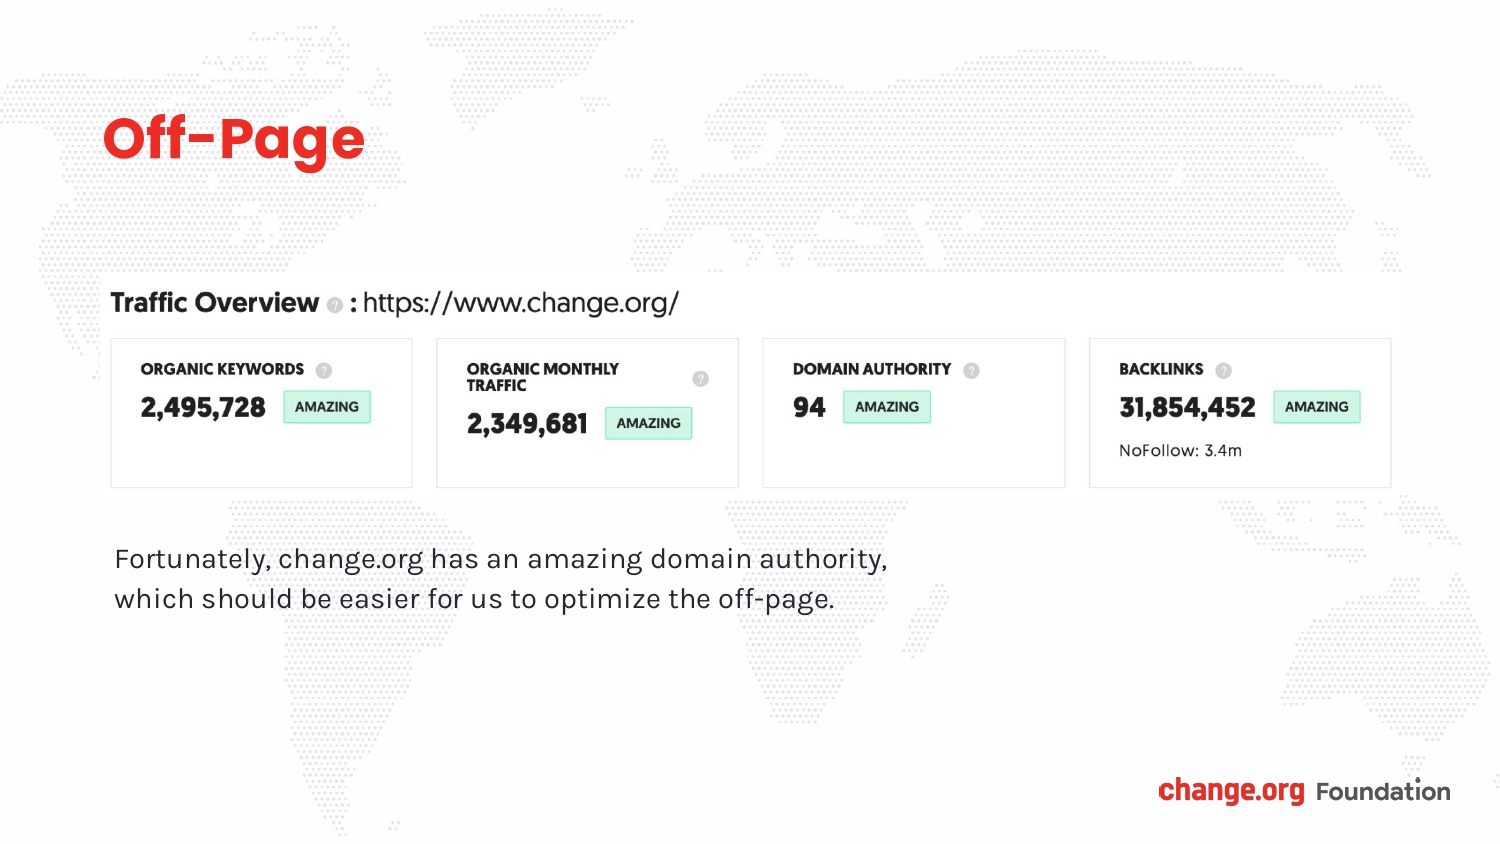 Off-Page
Traffic Overview ? : https://www.change.org/
ORGANIC KEYWORDS ?
2,495,728 AMAZING
ORGANIC MONTHLY
TRAFFIC ?
2,349,681 AMAZING
DOMAIN AUTHORITY ?
94 AMAZING
BACKLINKS ?
31,854,452 AMAZING
NoFollow: 3.4m
Fortunately, change.org has an amazing domain authority,
which should be easier for us to optimize the off-page.
change.org Foundation